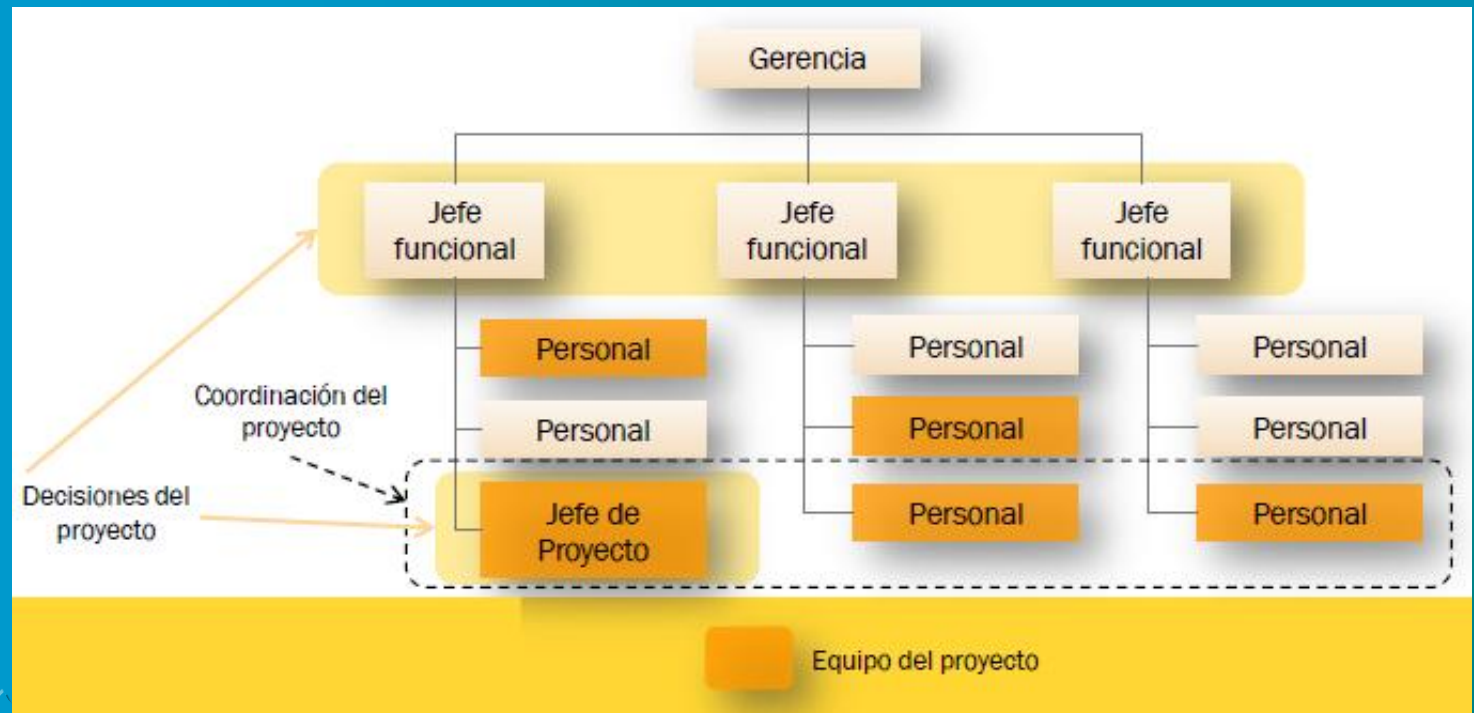 Gerencia
Jefe
funcional
Jefe
funcional
Jefe
funcional
Personal
Personal
Personal
Coordinación del
proyecto
Personal
Personal
Personal
Decisiones del
proyecto
Jefe de
Proyecto
Personal
Personal
Equipo del proyecto